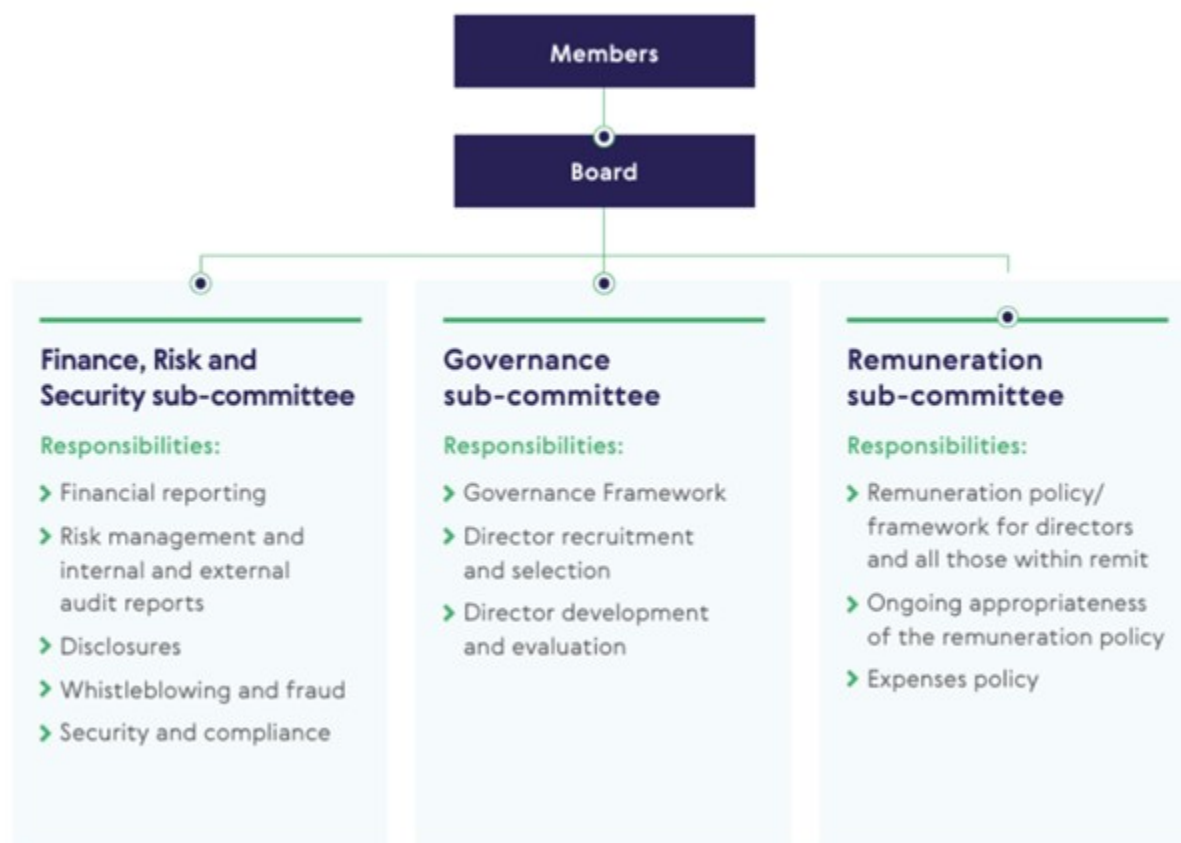 Members
Board
Finance, Risk and
Security sub-committee
Responsibilities:
Financial reporting
Risk management and
internal and external
audit reports
Disclosures
Whistleblowing and fraud
Security and compliance
Governance
sub-committee
Responsibilities:
Governance Framework
Director recruitment
and selection
Director development
and evaluation
Remuneration
sub-committee
Responsibilities:
Remuneration policy/
framework for directors
and all those within remit
Ongoing appropriateness
of the remuneration policy
Expenses policy